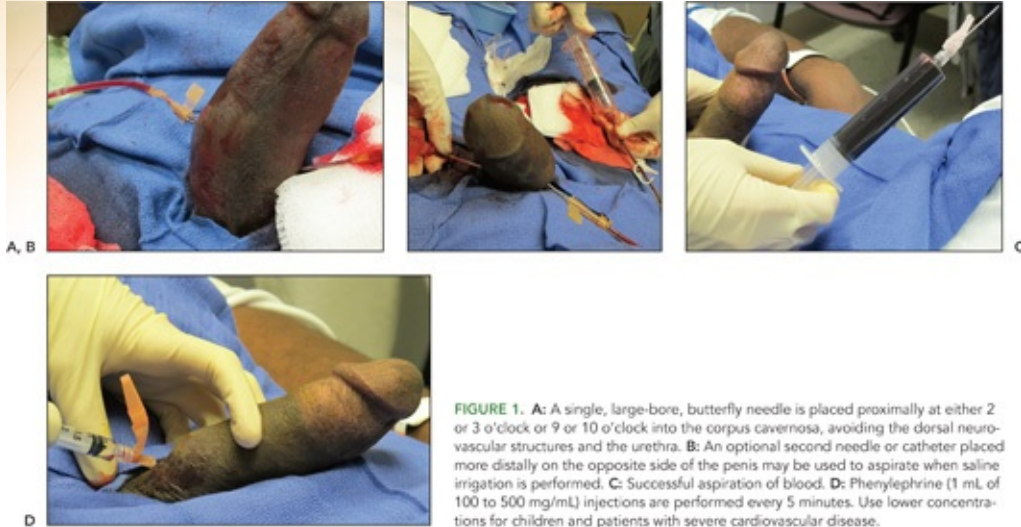 A, B
C
D
FIGURE 1. A: A single, large-bore, butterfly needle is placed proximally at either 2
or 3 o'clock or 9 or 10 o'clock into the corpus cavernosa, avoiding the dorsal neuro-
vascular structures and the urethra. B: An optional second needle or catheter placed
more distally on the opposite side of the penis may be used to aspirate when saline
irrigation is performed. C: Successful aspiration of blood. D: Phenylephrine (1 mL of
100 to 500 mg/mL) injections are performed every 5 minutes. Use lower concentra-
tions for children and patients with severe cardiovascular disease.